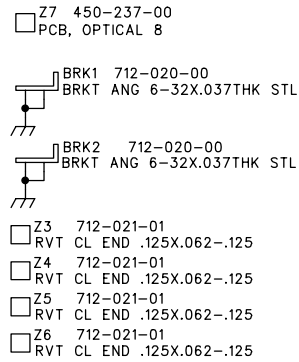 Z7 450-237-00
PCB, OPTICAL 8
BRK1 712-020-00
BRKT ANG 6-32X.037THK STL
BRK2 712-020-00
BRKT ANG 6-32X.037THK STL
Z3 712-021-01
RVT CL END .125X.062-.125
Z4 712-021-01
RVT CL END .125X.062-.125
Z5 712-021-01
RVT CL END .125X.062-.125
Z6 712-021-01
RVT CL END .125X.062-.125